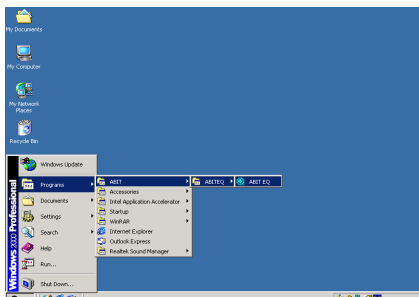 My Documents
My Computer
My Network
Places
Recycle Bin
Windows Update
Programs
Documents
Settings
Search
Help
Run...
Shut Down...
Windows 2000 Professional
ABIT
Accessories
Intel Application Accelerator
Startup
WinRAR
Internet Explorer
Outlook Express
Realtek Sound Manager
ABITEQ
ABIT EQ